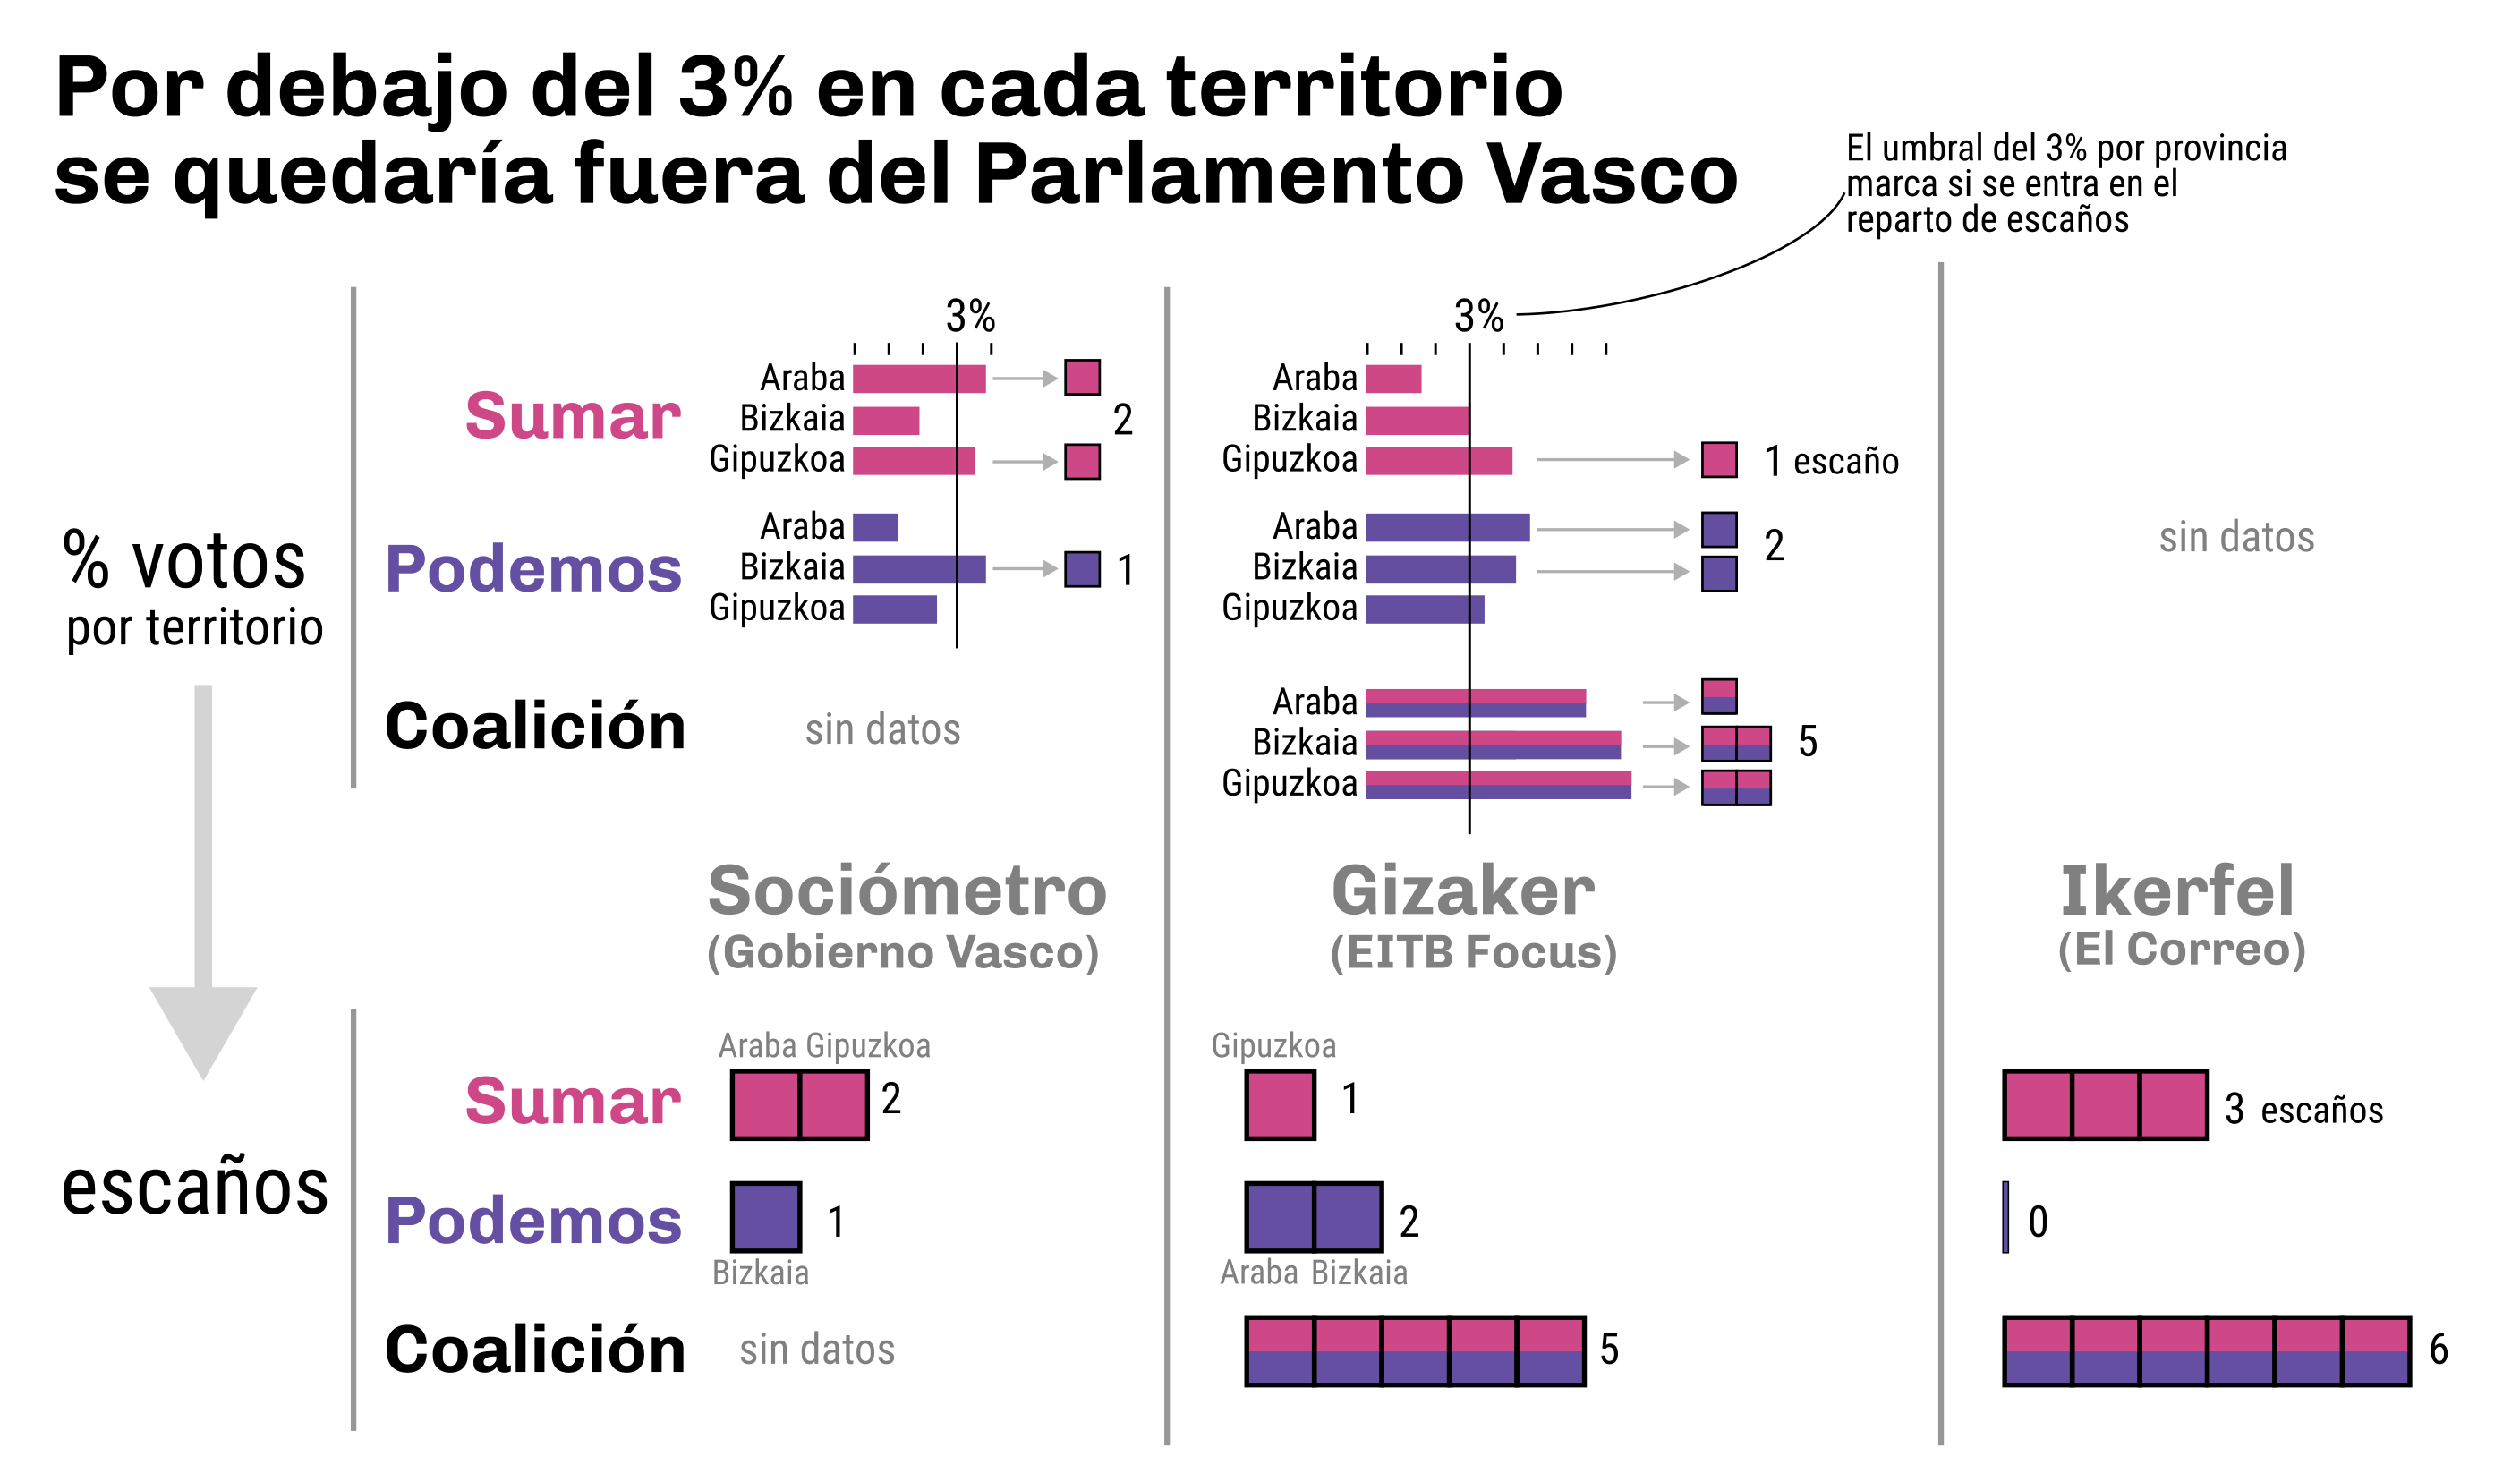 Por debajo del 3% en cada territorio
se quedaría fuera del Parlamento Vasco
El umbral del 3% por provincia
marca si se entra en el
reparto de escaños
% votos
por territorio
3%
Sumar
Araba
Bizkaia
Gipuzkoa
2
Podemos
Araba
Bizkaia
Gipuzkoa
1
Coalición
sin datos
3%
Araba
Bizkaia
Gipuzkoa
1 escaño
Araba
Bizkaia
Gipuzkoa
2
Araba
Bizkaia
Gipuzkoa
5
sin datos
Sociómetro
(Gobierno Vasco)
Gizaker
(EITB Focus)
Ikerfel
(El Correo)
escaños
Sumar
Araba Gipuzkoa
2
Podemos
1
Bizkaia
Coalición
sin datos
Gipuzkoa
1
2
Araba Bizkaia
5
3 escaños
0
6